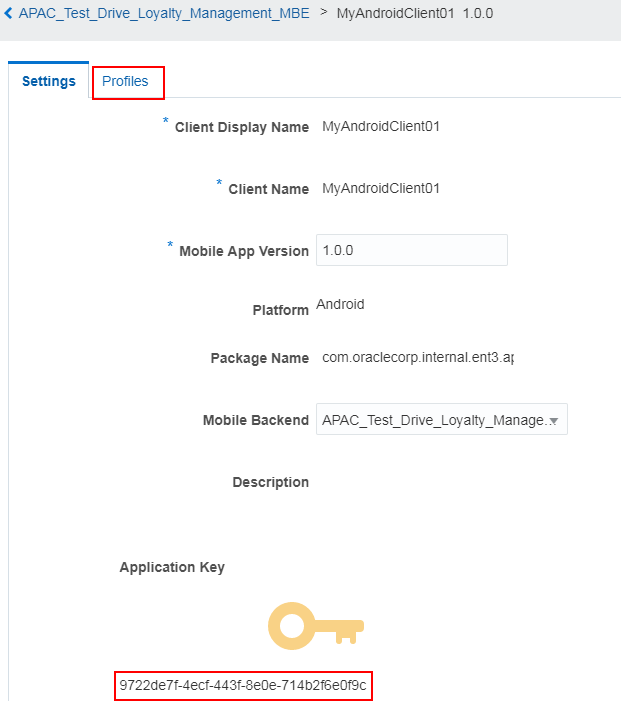 APAC_Test_Drive_Loyalty_Management_MBE > MyAndroidClient01 1.0.0
Settings Profiles
* Client Display Name MyAndroidClient01
* Client Name MyAndroidClient01
* Mobile App Version 1.0.0
Platform Android
Package Name com.oraclecorp.internal.ent3.ap
Mobile Backend APAC_Test_Drive_Loyalty_Manage...
Description
Application Key
9722de7f-4ecf-443f-8e0e-714b2f6e0f9c